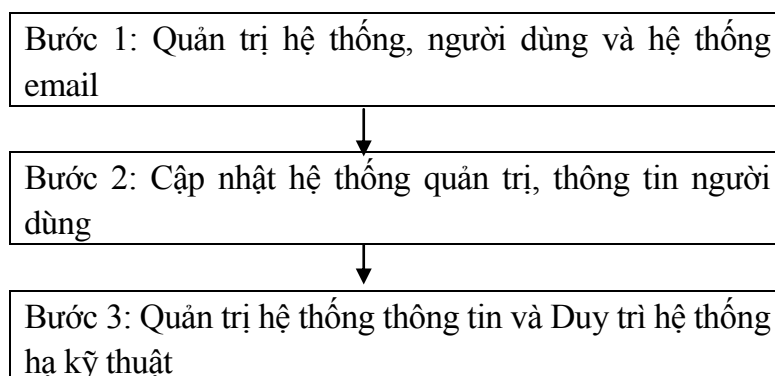 Bước 1: Quản trị hệ thống, người dùng và hệ thống
email
Bước 2: Cập nhật hệ thống quản trị, thông tin người
dùng
Bước 3: Quản trị hệ thống thông tin và Duy trì hệ thống
hạ kỹ thuật